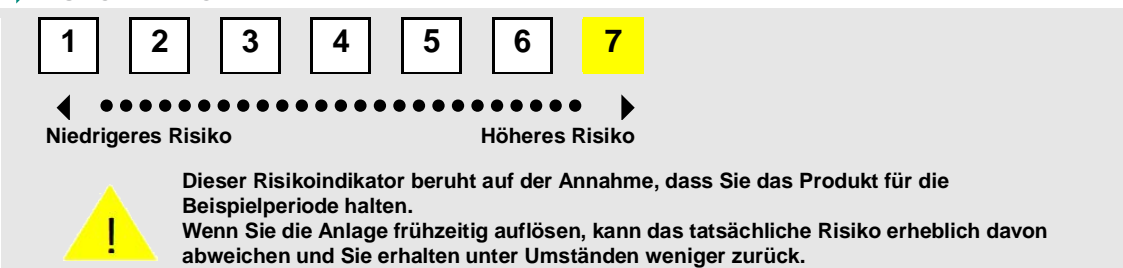 1 2 3 4 5 6 7
Niedrigeres Risiko Höheres Risiko
Dieser Risikoindikator beruht auf der Annahme, dass Sie das Produkt für die
Beispielperiode halten.
! Wenn Sie die Anlage frühzeitig auflösen, kann das tatsächliche Risiko erheblich davon
abweichen und Sie erhalten unter Umständen weniger zurück.